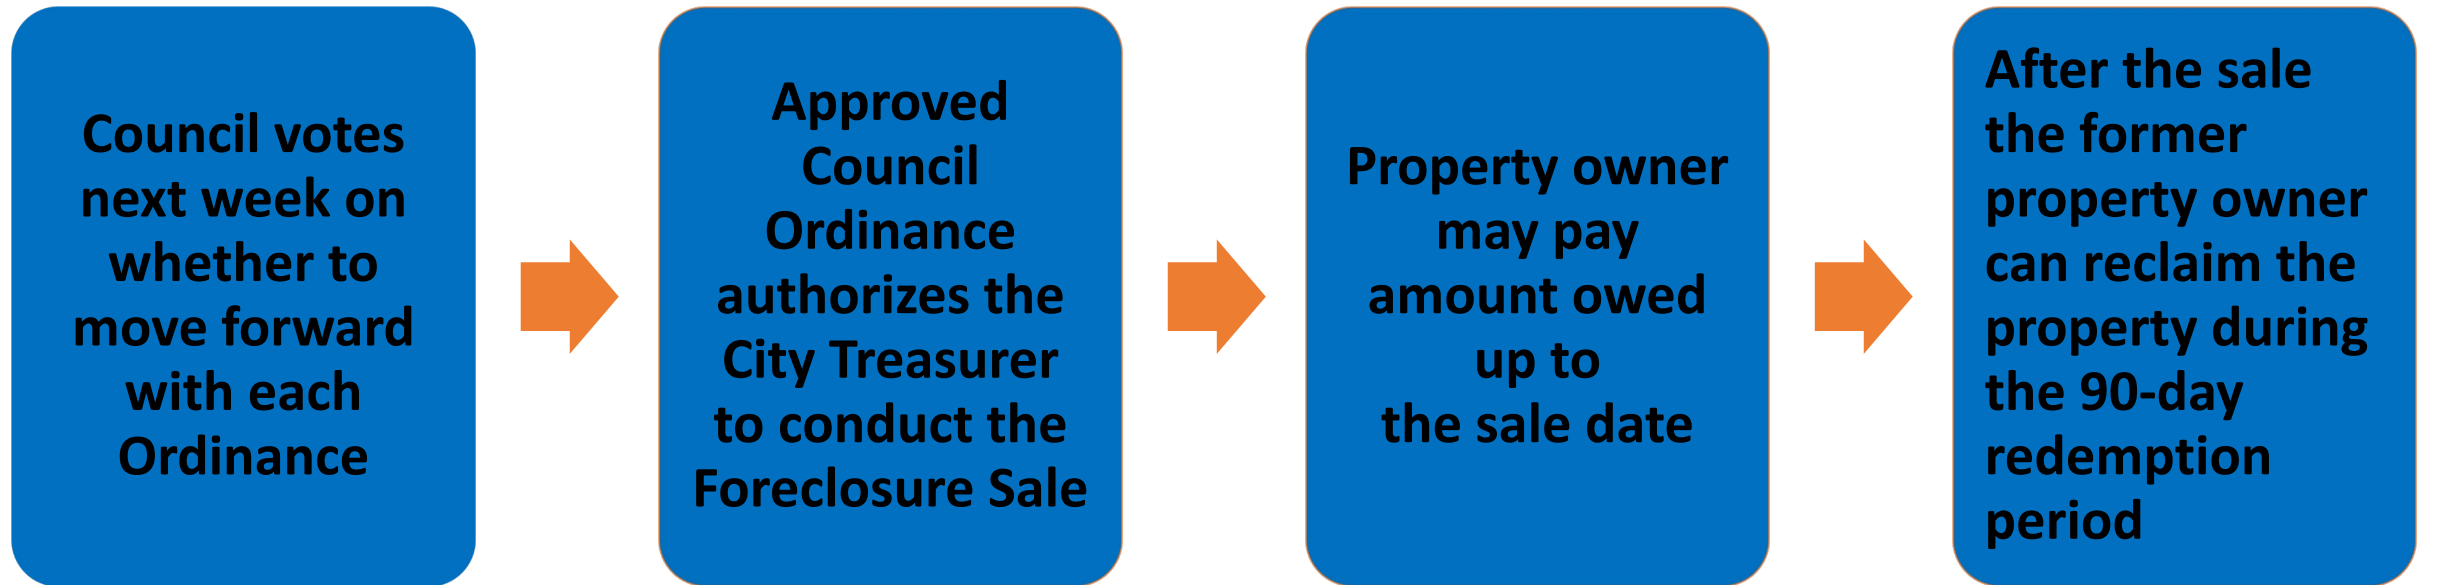 Council votes
next week on
whether to
move forward
with each
Ordinance
Approved
Council
Ordinance
authorizes the
City Treasurer
to conduct the
Foreclosure Sale
Property owner
may pay
amount owed
up to
the sale date
After the sale
the former
property owner
can reclaim the
property during
the 90-day
redemption
period